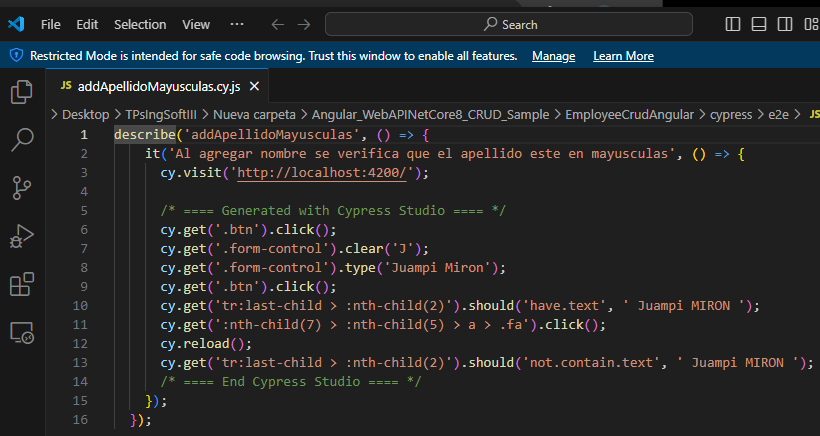 File Edit Selection View ··· Search
Restricted Mode is intended for safe code browsing. Trust this window to enable all features. Manage Learn More
JS addApellidoMayusculas.cy.js
> Desktop > TPsIngSoftIII > Nueva carpeta > Angular_WebAPINetCore8_CRUD_Sample > EmployeeCrudAngular > cypress > e2e > JS
1 describe('addApellidoMayusculas', () => {
2 it('Al agregar nombre se verifica que el apellido este en mayusculas', () => {
3 cy.visit('http://localhost:4200/');
4
5 /* ==== Generated with Cypress Studio ==== */
6 cy.get('.btn').click();
7 cy.get('.form-control').clear('J');
8 cy.get('.form-control').type('Juampi Miron');
9 cy.get('.btn').click();
10 cy.get('tr:last-child > :nth-child(2)').should('have.text', ' Juampi MIRON ');
11 cy.get(':nth-child(7) > :nth-child(5) > a > .fa').click();
12 cy.reload();
13 cy.get('tr:last-child > :nth-child(2)').should('not.contain.text', ' Juampi MIRON ');
14 /* ==== End Cypress Studio ==== */
15 });
16 });